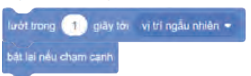 lướt trong 1 giây tới vị trí ngẫu nhiên
bật lại nếu chạm cạnh